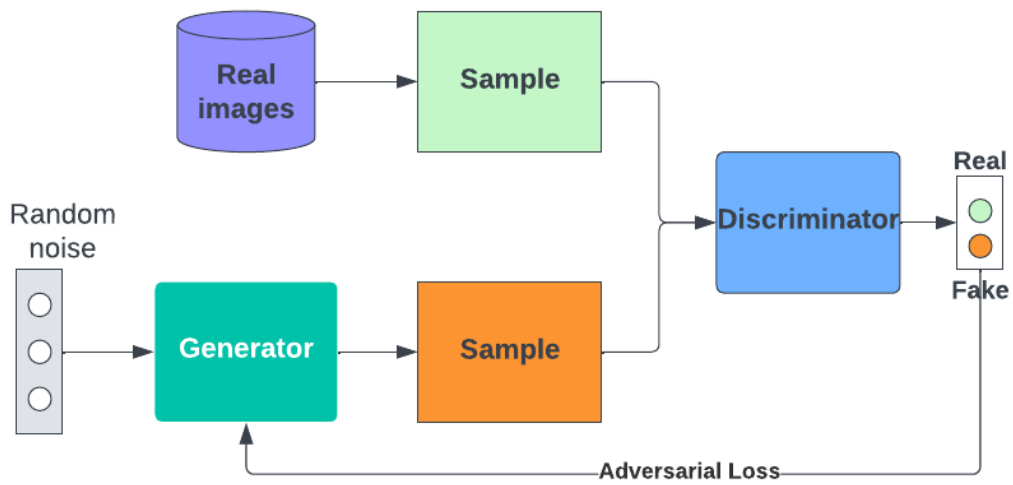 Real
images
Sample
Real
Discriminator
Fake
Random
noise
Generator
Sample
Adversarial Loss